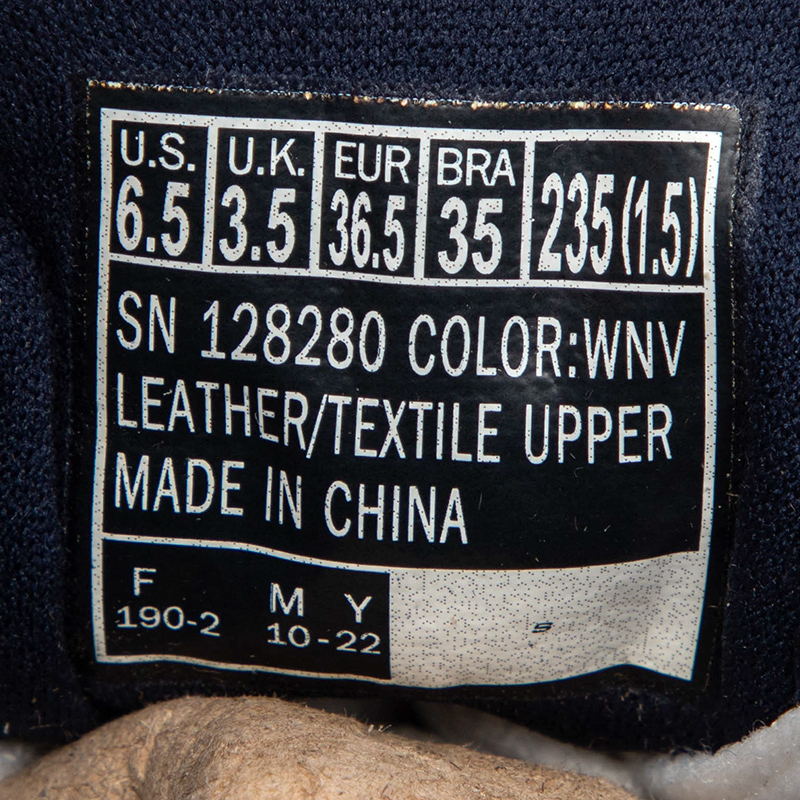 U.S. U.K. EUR BRA 235(1.5)
6.5 3.5 36.5 35
SN 128280 COLOR:WNV
LEATHER/TEXTILE UPPER
MADE IN CHINA
F M Y
190-2 10-22
5